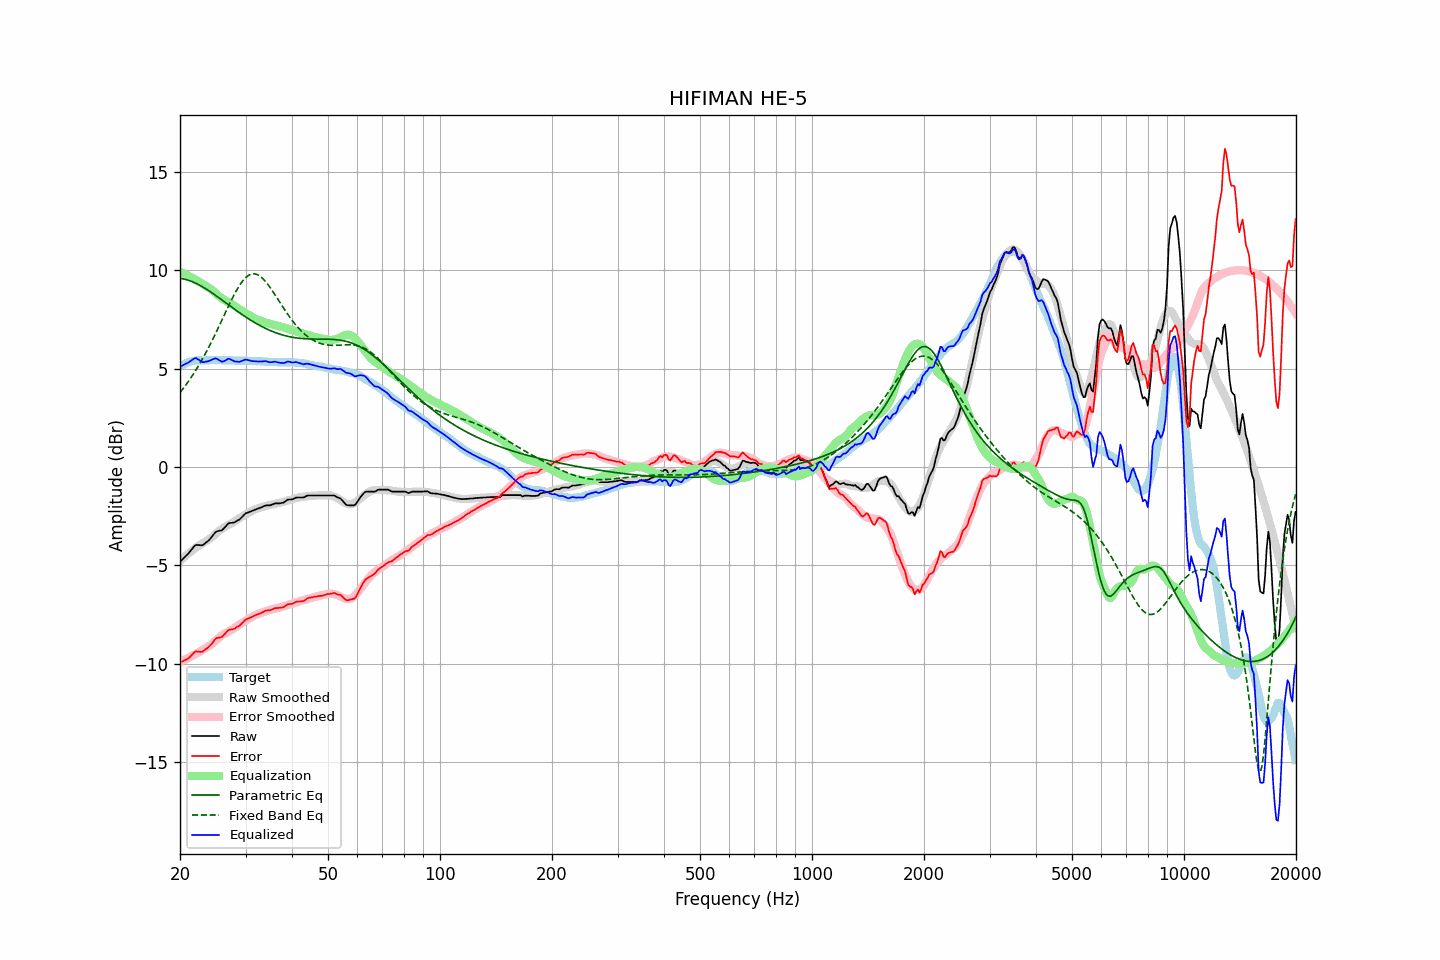 HIFIMAN HE-5
Amplitude (dBr)
15
10
5
0
−5
−10
−15
Target
Raw Smoothed
Error Smoothed
Raw
Error
Equalization
Parametric Eq
Fixed Band Eq
Equalized
20 50 100 200 500 1000 2000 5000 10000 20000
Frequency (Hz)